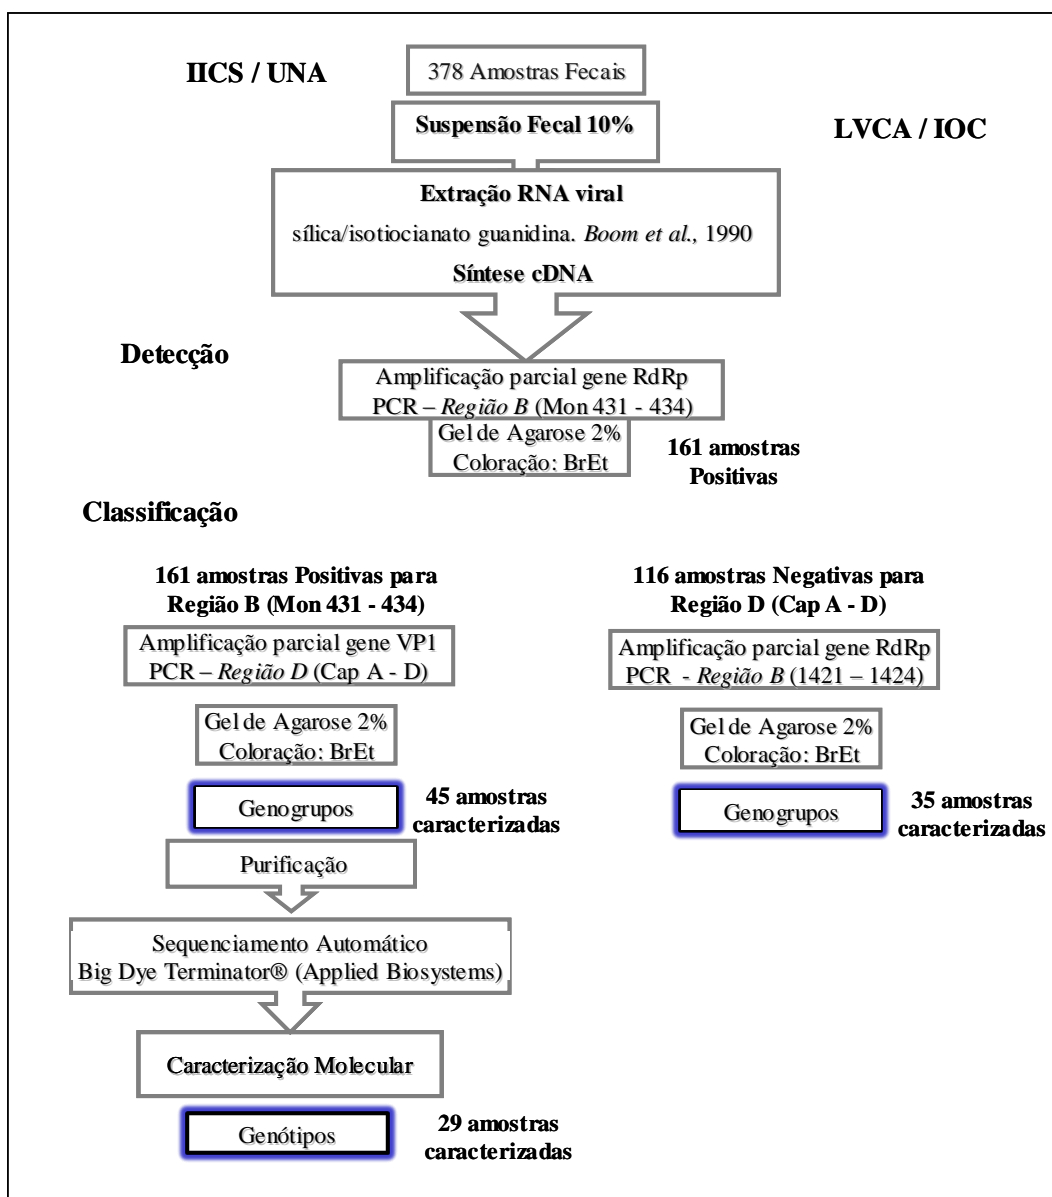 IICS / UNA
378 Amostras Fecais
Suspensão Fecal 10%
LVCA / IOC
Extração RNA viral
sílica/isotiocianato guanidina. Boom et al., 1990
Síntese cDNA
Detecção
Amplificação parcial gene RdRp
PCR – Região B (Mon 431 - 434)
Gel de Agarose 2%
Coloração: BrEt
161 amostras
Positivas
Classificação
161 amostras Positivas para
Região B (Mon 431 - 434)
Amplificação parcial gene VP1
PCR – Região D (Cap A - D)
Gel de Agarose 2%
Coloração: BrEt
Genogrupos
45 amostras
caracterizadas
Purificação
Sequenciamento Automático
Big Dye Terminator® (Applied Biosystems)
Caracterização Molecular
Genótipos
29 amostras
caracterizadas
116 amostras Negativas para
Região D (Cap A - D)
Amplificação parcial gene RdRp
PCR - Região B (1421 – 1424)
Gel de Agarose 2%
Coloração: BrEt
Genogrupos
35 amostras
caracterizadas